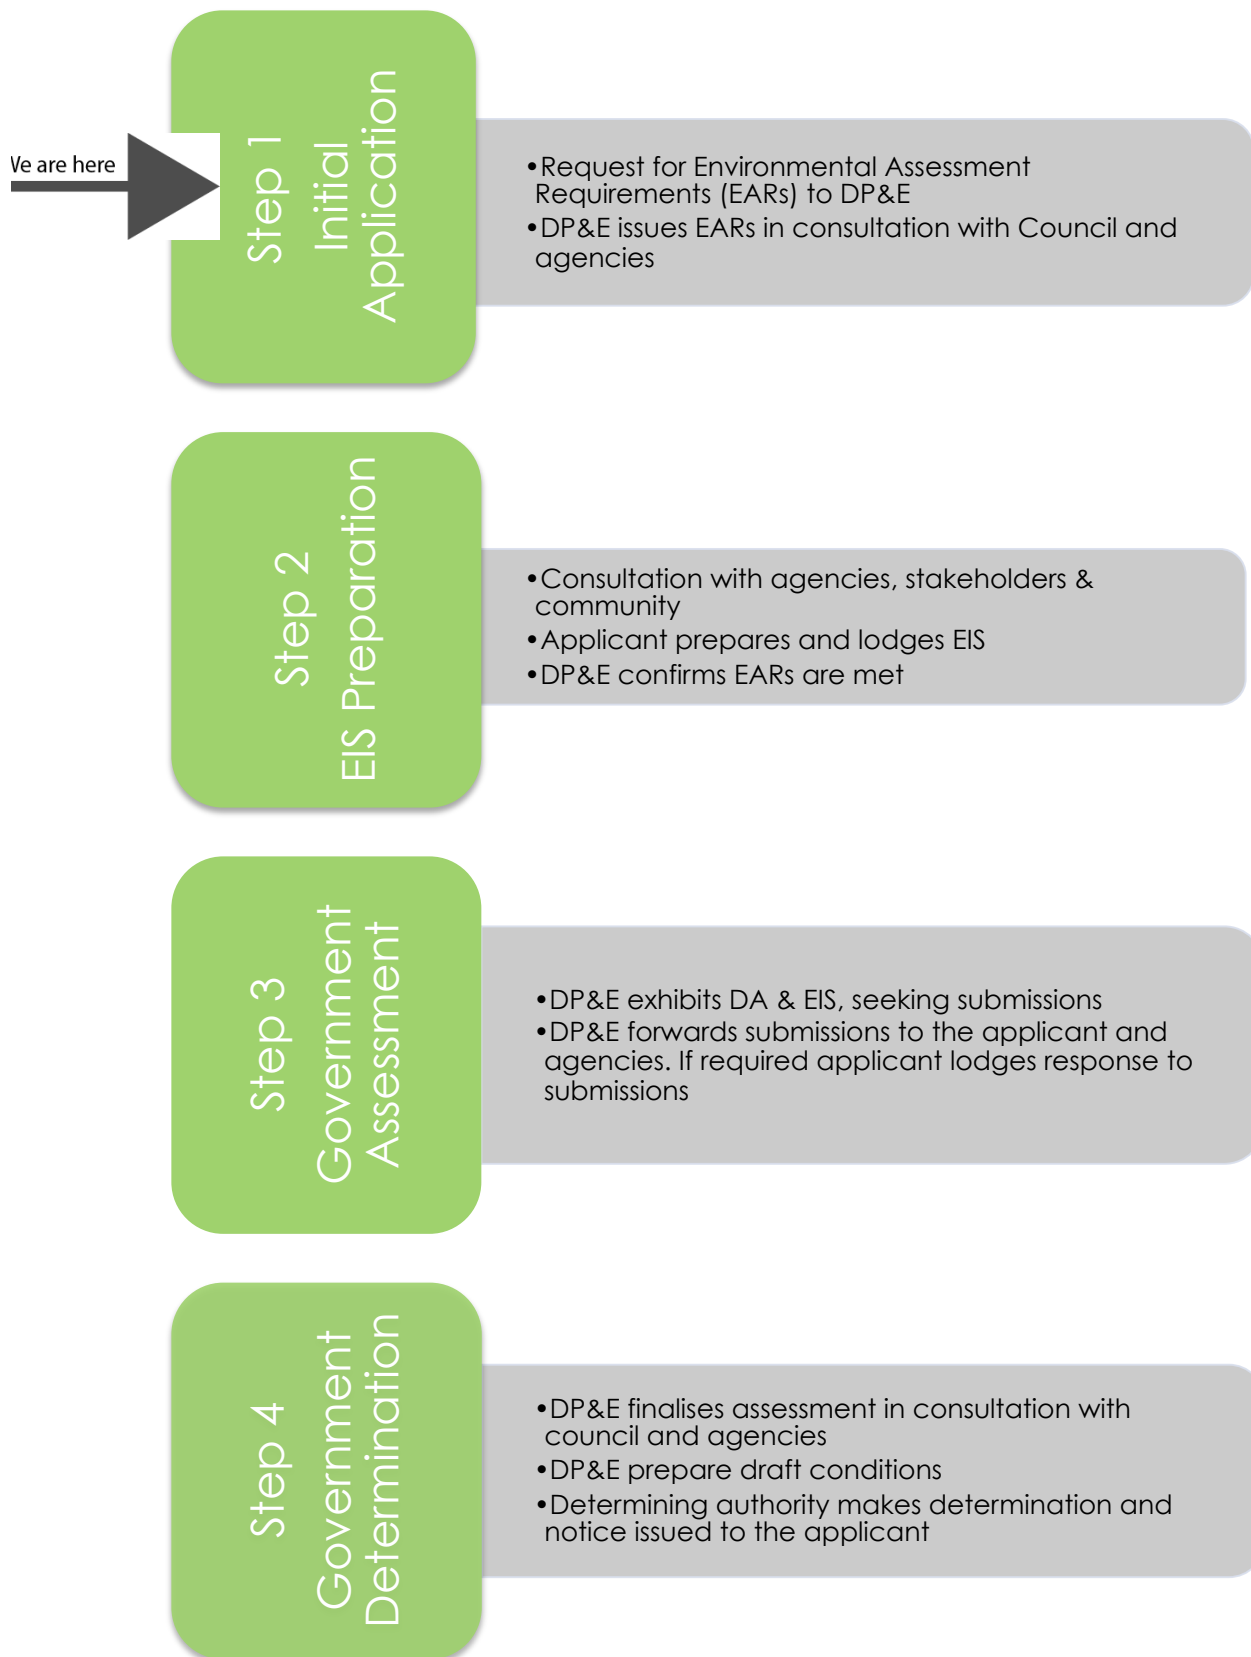 We are here
Step 1
Initial
Application
•Request for Environmental Assessment
Requirements (EARs) to DP&E
•DP&E issues EARs in consultation with Council and
agencies
Step 2
EIS Preparation
•Consultation with agencies, stakeholders &
community
•Applicant prepares and lodges EIS
•DP&E confirms EARs are met
Step 3
Government
Assessment
•DP&E exhibits DA & EIS, seeking submissions
•DP&E forwards submissions to the applicant and
agencies. If required applicant lodges response to
submissions
Step 4
Government
Determination
•DP&E finalises assessment in consultation with
council and agencies
•DP&E prepare draft conditions
•Determining authority makes determination and
notice issued to the applicant